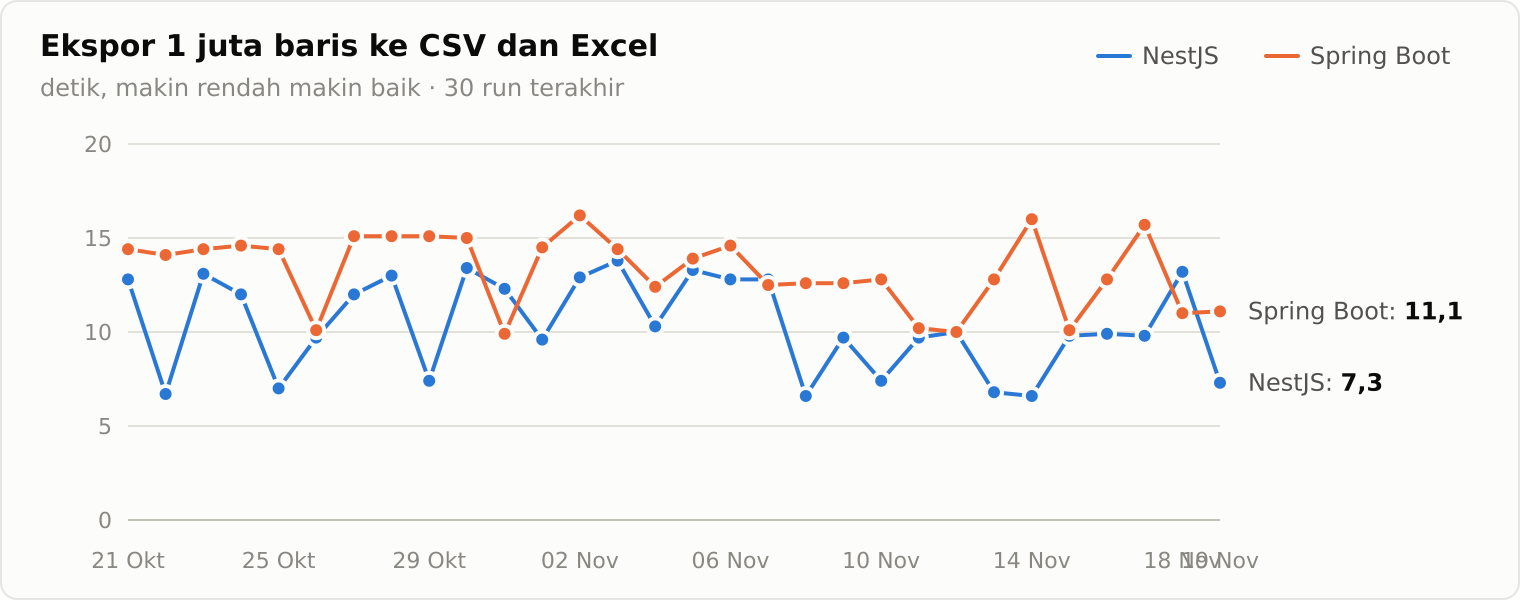 Ekspor 1 juta baris ke CSV dan Excel
detik, makin rendah makin baik · 30 run terakhir
NestJS
Spring Boot
20
15
10
5
0
Spring Boot: 11,1
NestJS: 7,3
21 Okt
25 Okt
29 Okt
02 Nov
06 Nov
10 Nov
14 Nov
18 Nov
19 Nov